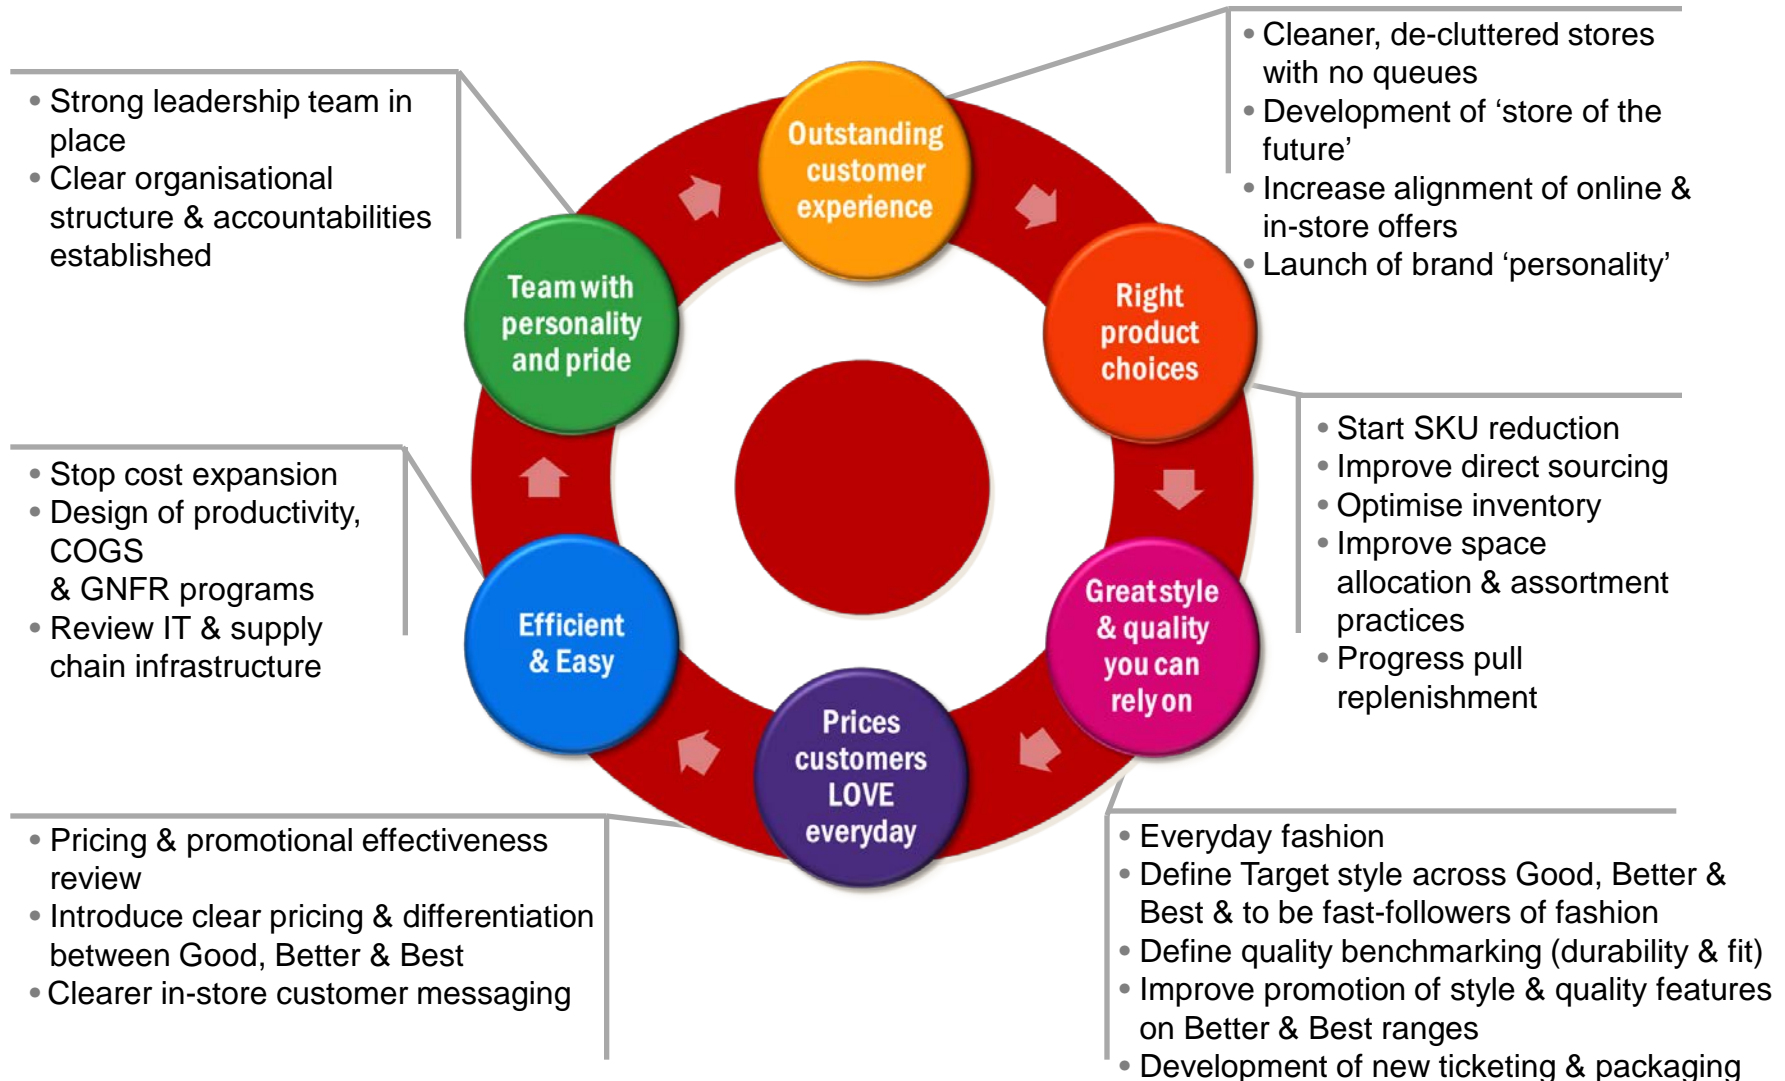 • Strong leadership team in
place
• Clear organisational
structure & accountabilities
established
Outstanding
customer
experience
• Cleaner, de-cluttered stores
with no queues
• Development of ‘store of the
future’
• Increase alignment of online &
in-store offers
• Launch of brand ‘personality’
Team with
personality
and pride
Right
product
choices
• Stop cost expansion
• Design of productivity,
COGS
& GNFR programs
• Review IT & supply
chain infrastructure
• Start SKU reduction
• Improve direct sourcing
• Optimise inventory
• Improve space
allocation & assortment
practices
• Progress pull
replenishment
Efficient
& Easy
Great style
& quality
you can
rely on
Prices
customers
LOVE
everyday
• Pricing & promotional effectiveness
review
• Introduce clear pricing & differentiation
between Good, Better & Best
• Clearer in-store customer messaging
• Everyday fashion
• Define Target style across Good, Better &
Best & to be fast-followers of fashion
• Define quality benchmarking (durability & fit)
• Improve promotion of style & quality features
on Better & Best ranges
• Development of new ticketing & packaging